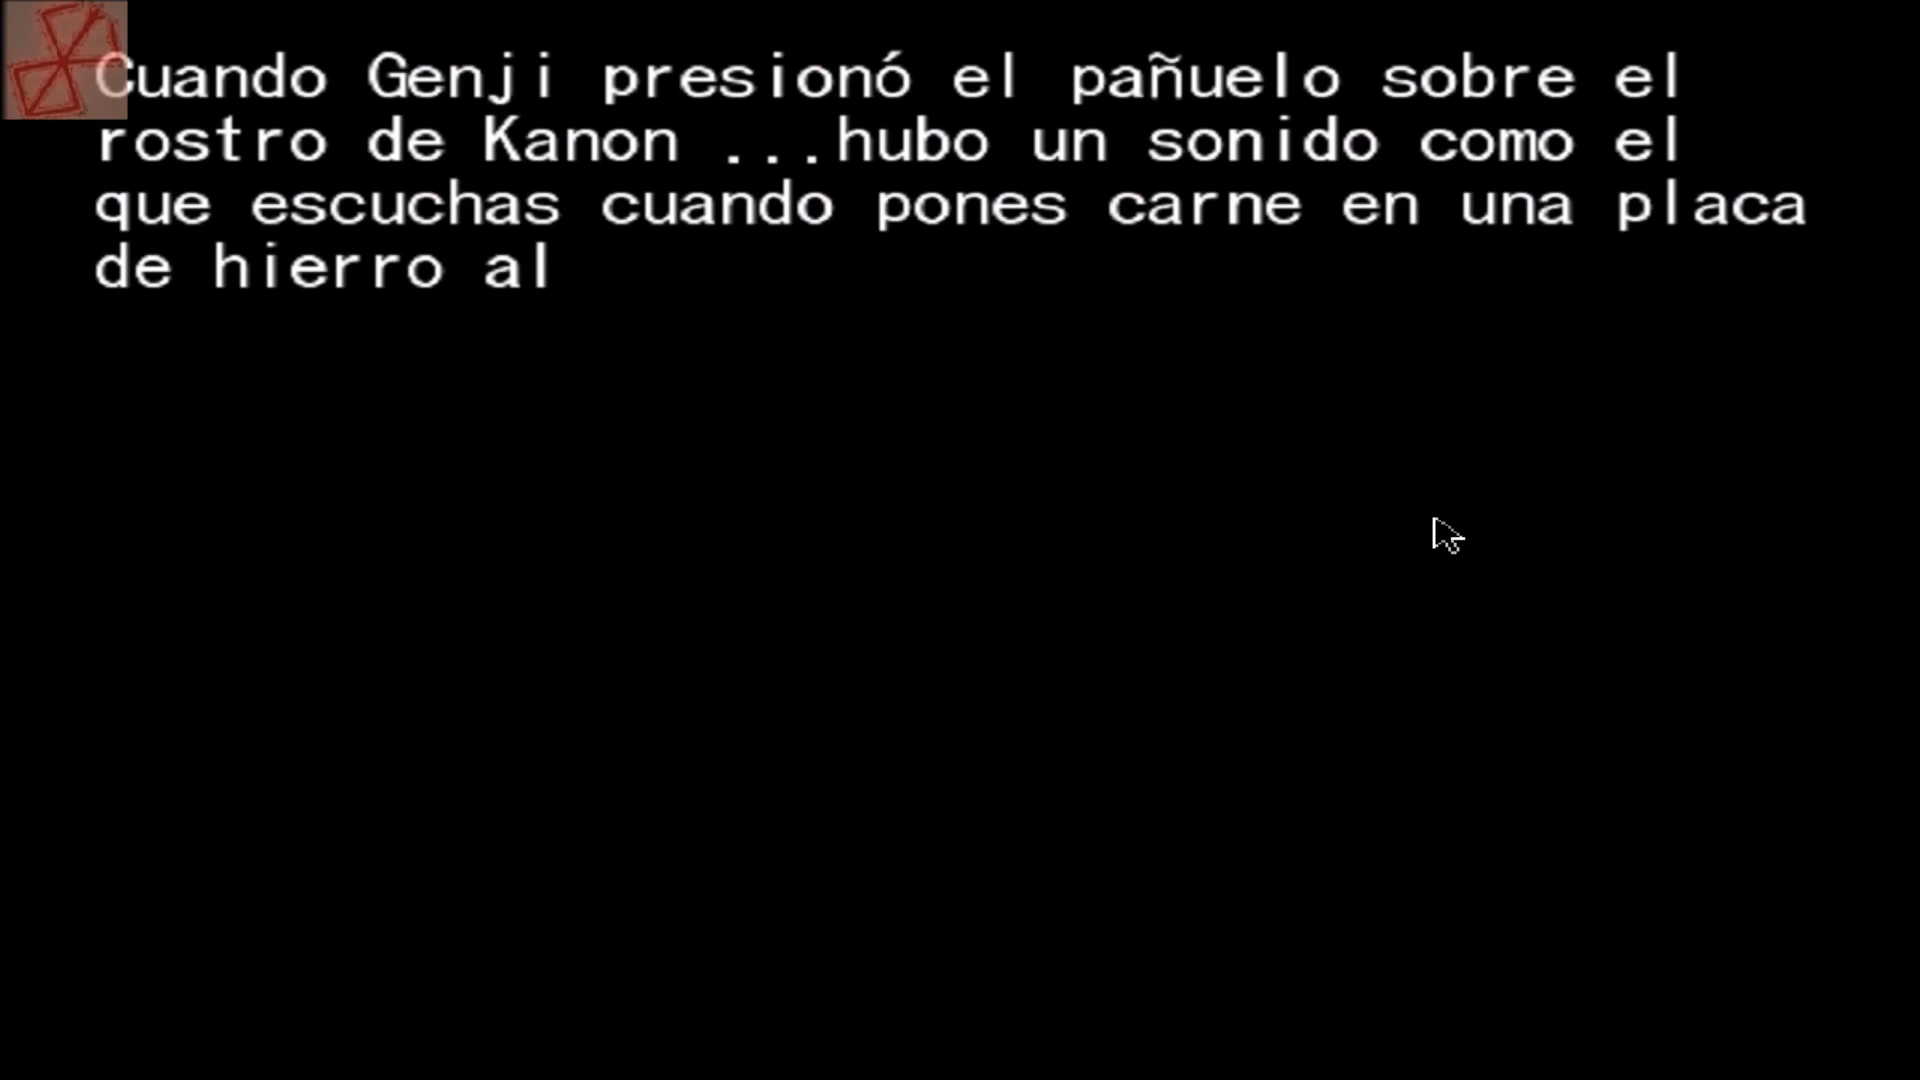 Cuando Genji presionó el pañuelo sobre el
rostro de Kanon ...hubo un sonido como el
que escuchas cuando pones carne en una placa
de hierro al